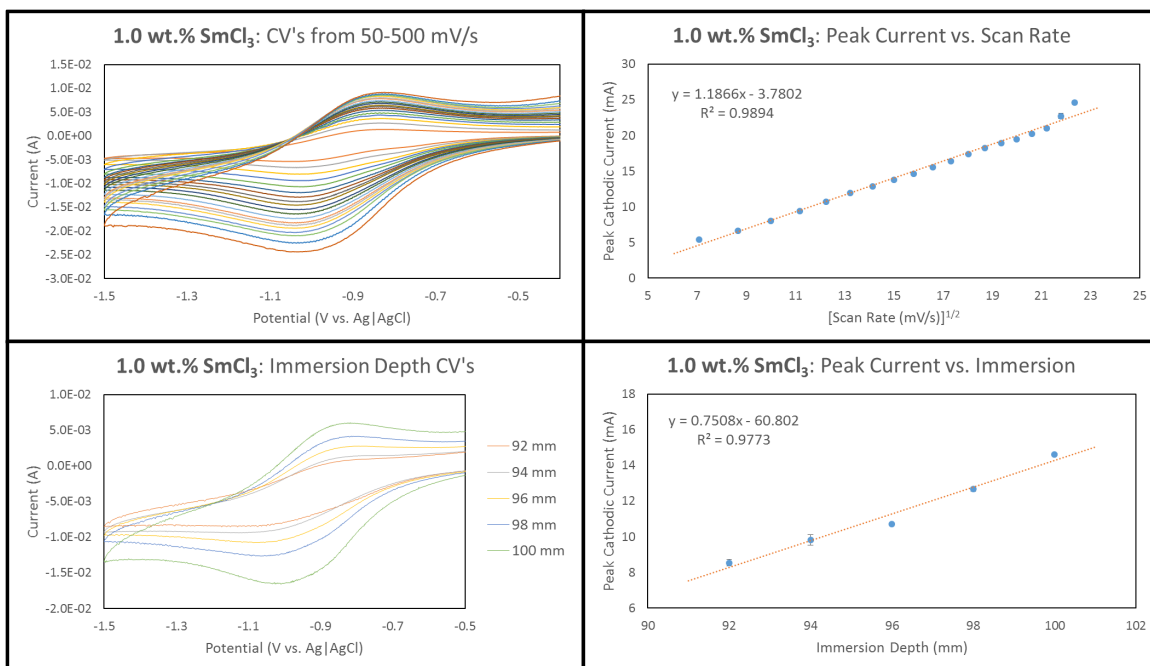 1.0 wt.% SmCl₃: CV's from 50-500 mV/s
1.5E-02
1.0E-02
5.0E-03
0.0E+00
-5.0E-03
-1.0E-02
-1.5E-02
-2.0E-02
-2.5E-02
-3.0E-02
Current (A)
-1.5 -1.3 -1.1 -0.9 -0.7 -0.5
Potential (V vs. Ag|AgCl)
1.0 wt.% SmCl₃: Peak Current vs. Scan Rate
30
25
20
15
10
5
0
Peak Cathodic Current (mA)
y = 1.1866x - 3.7802
R² = 0.9894
5 7 9 11 13 15 17 19 21 23 25
[Scan Rate (mV/s)]¹ᐟ²
1.0 wt.% SmCl₃: Immersion Depth CV's
1.0E-02
5.0E-03
0.0E+00
-5.0E-03
-1.0E-02
-1.5E-02
-2.0E-02
Current (A)
-1.5 -1.3 -1.1 -0.9 -0.7 -0.5
Potential (V vs. Ag|AgCl)
92 mm
94 mm
96 mm
98 mm
100 mm
1.0 wt.% SmCl₃: Peak Current vs. Immersion
18
16
14
12
10
8
6
Peak Cathodic Current (mA)
y = 0.7508x - 60.802
R² = 0.9773
90 92 94 96 98 100 102
Immersion Depth (mm)